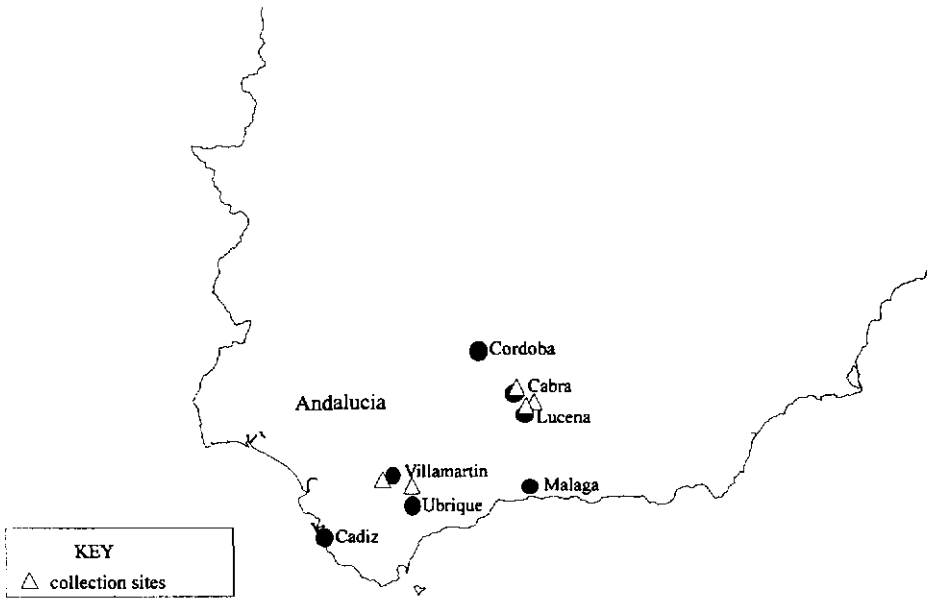 Cordoba
Cabra
Andalucia
Lucena
Villamartin
Malaga
Ubrique
Cadiz
KEY
collection sites